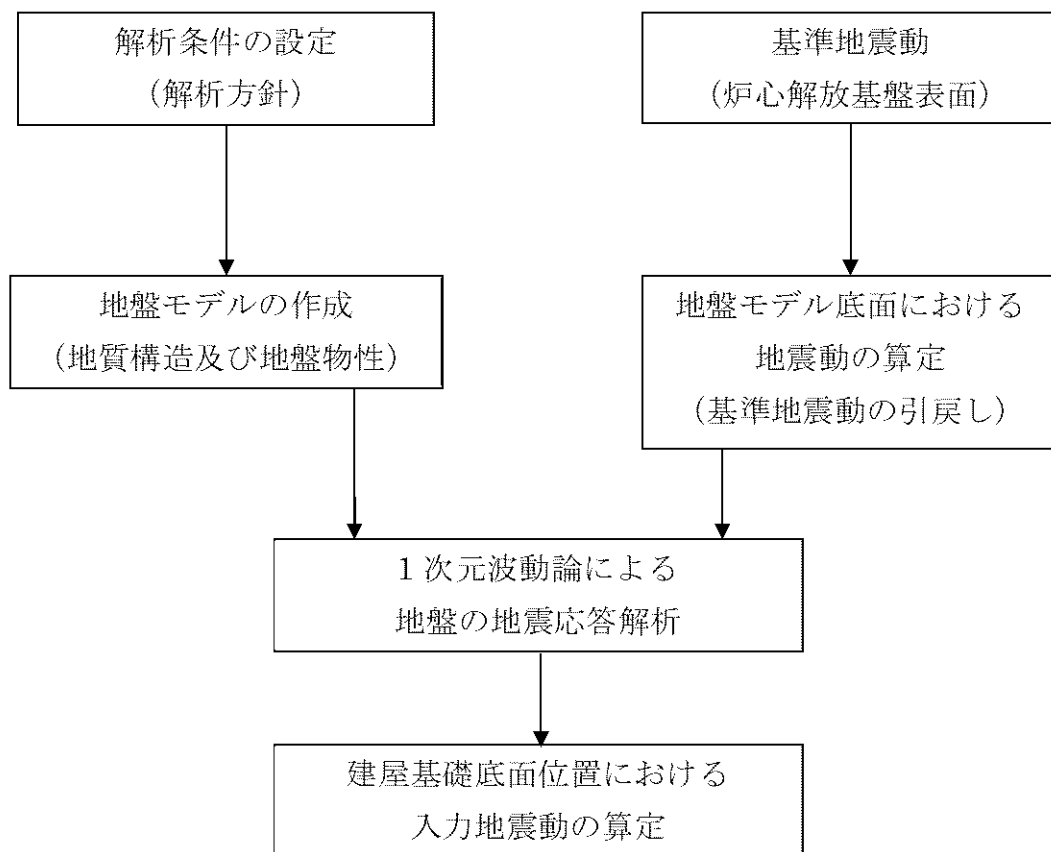 解析条件の設定
（解析方針）
基準地震動
（炉心解放基盤表面）
地盤モデルの作成
（地質構造及び地盤物性）
地盤モデル底面における
地震動の算定
（基準地震動の引戻し）
１次元波動論による
地盤の地震応答解析
建屋基礎底面位置における
入力地震動の算定